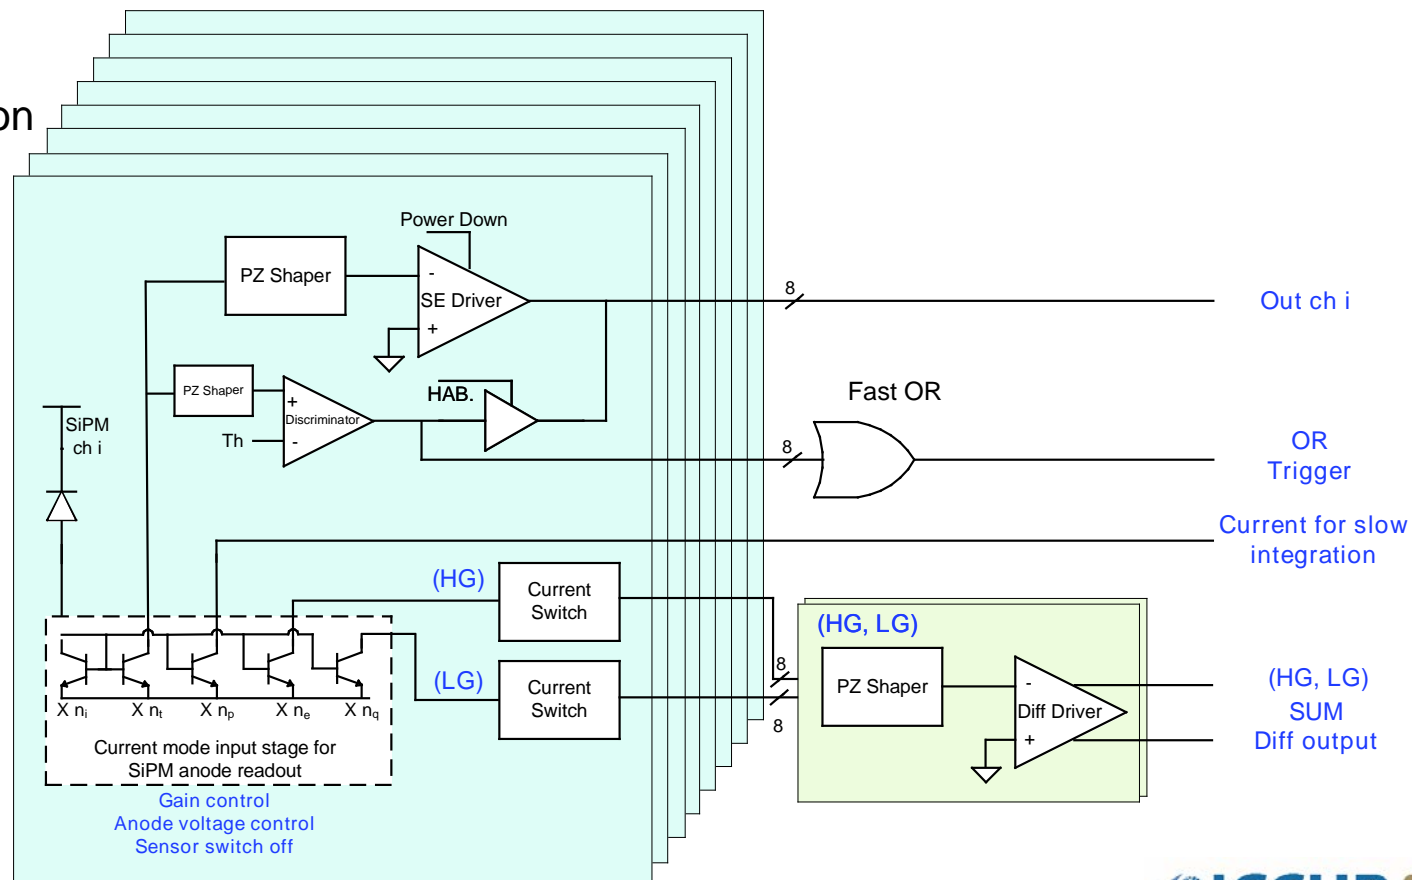 on
Power Down
PZ Shaper
-
SE Driver
+
8
Out ch i
PZ Shaper
+
Discriminator
-
Th
HAB.
Fast OR
8
OR
Trigger
SiPM
ch i
Current for slow
integration
(HG)
Current
Switch
(LG)
Current
Switch
8
8
(HG, LG)
PZ Shaper
-
Diff Driver
+
(HG, LG)
SUM
Diff output
X ni
X nt
X np
X ne
X nq
Current mode input stage for
SiPM anode readout
Gain control
Anode voltage control
Sensor switch off